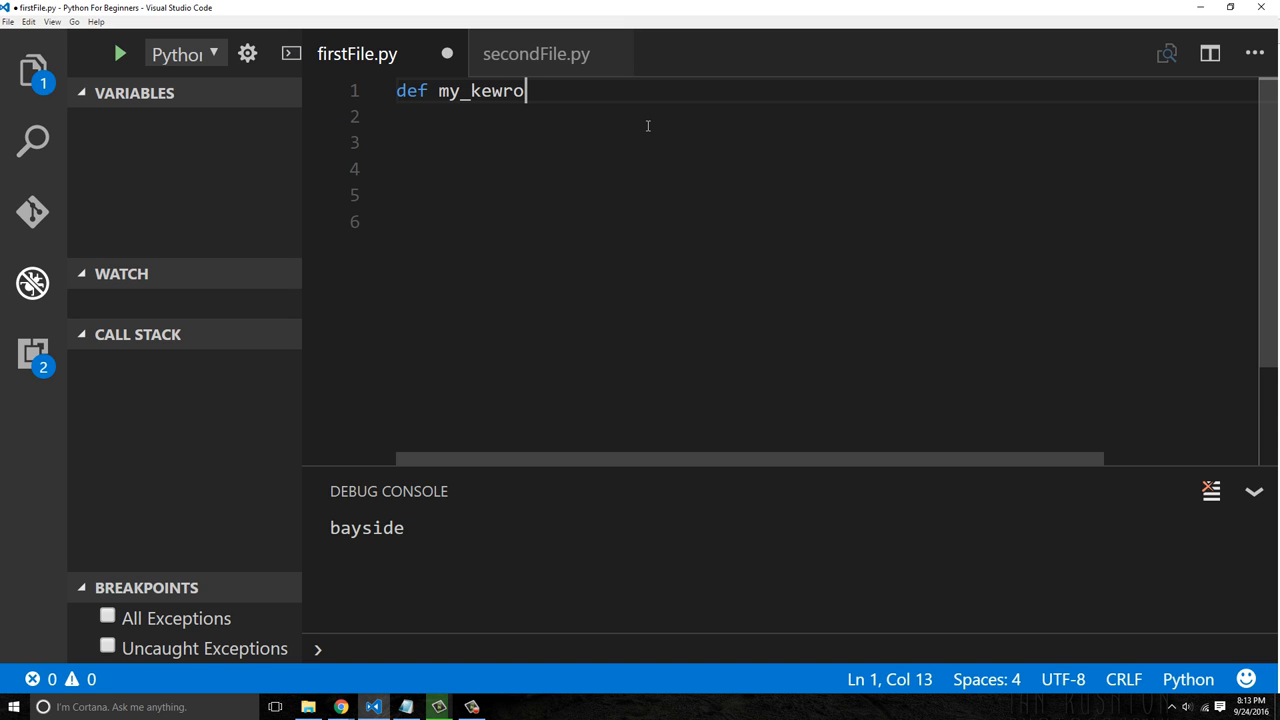 ● firstFile.py - Python For Beginners - Visual Studio Code
File Edit View Go Help
1
2
Pythor
VARIABLES
WATCH
CALL STACK
BREAKPOINTS
All Exceptions
Uncaught Exceptions
firstFile.py ● secondFile.py
1 def my_kewro
2
3
4
5
6
DEBUG CONSOLE
bayside
0 0 Ln 1, Col 13 Spaces: 4 UTF-8 CRLF Python
I'm Cortana. Ask me anything.
8:13 PM
9/24/2016